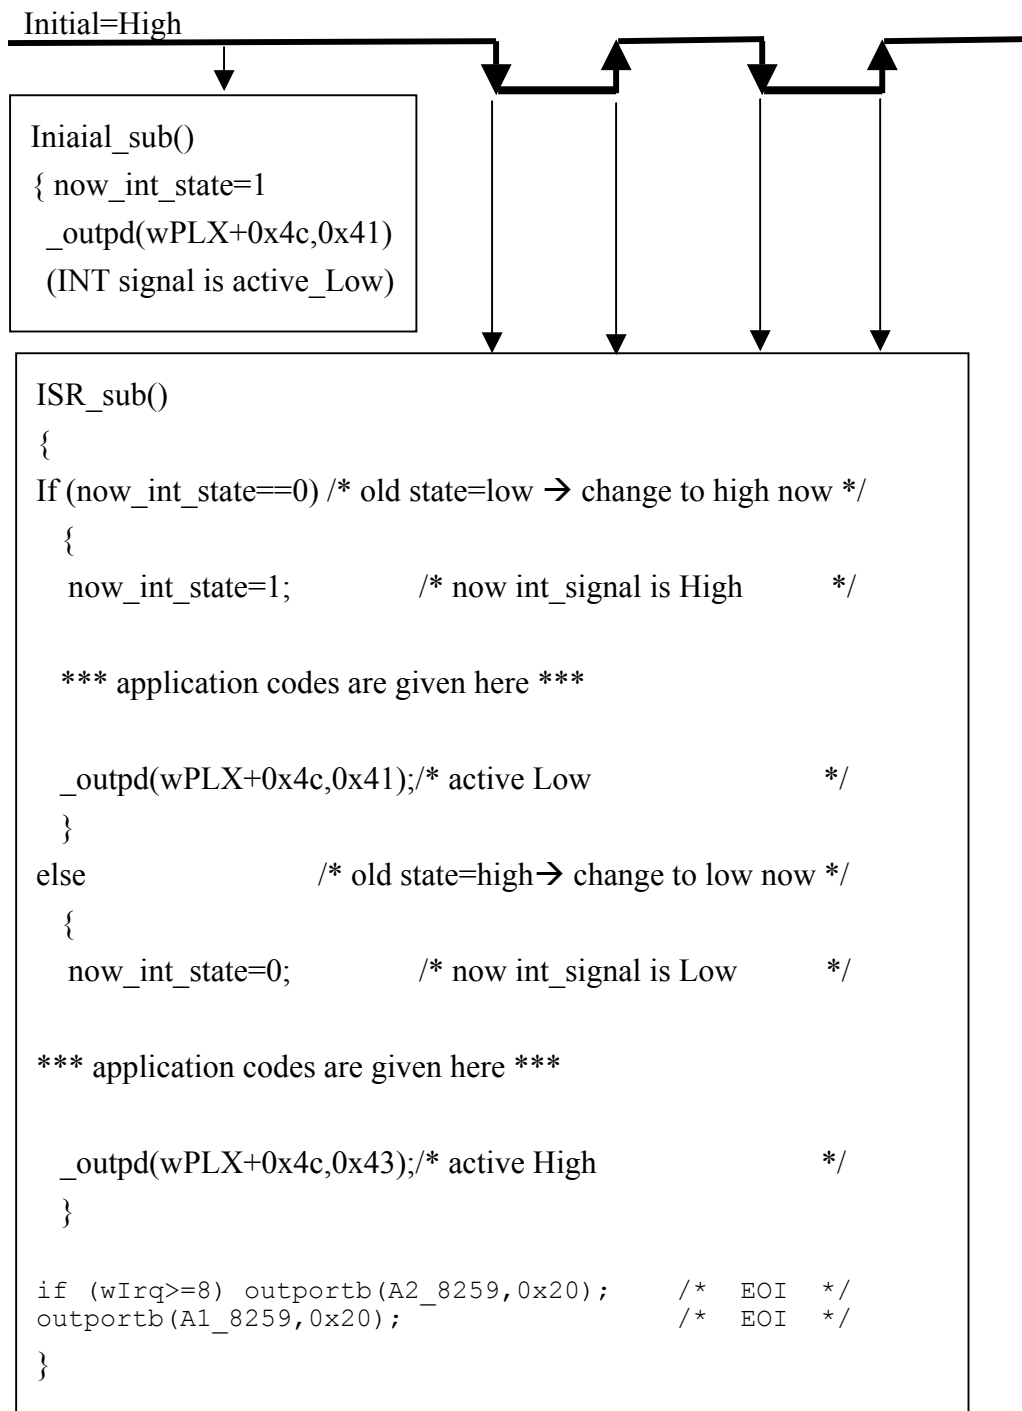 Initial=High
Iniaial_sub()
{ now_int_state=1
_outpd(wPLX+0x4c,0x41)
(INT signal is active_Low)
ISR_sub()
{
If (now_int_state==0) /* old state=low → change to high now */
{
now_int_state=1; /* now int_signal is High */
*** application codes are given here ***
_outpd(wPLX+0x4c,0x41);/* active Low */
}
else /* old state=high→ change to low now */
{
now_int_state=0; /* now int_signal is Low */
*** application codes are given here ***
_outpd(wPLX+0x4c,0x43);/* active High */
}
if (wIrq>=8) outportb(A2_8259,0x20); /* EOI */
outportb(A1_8259,0x20); /* EOI */
}